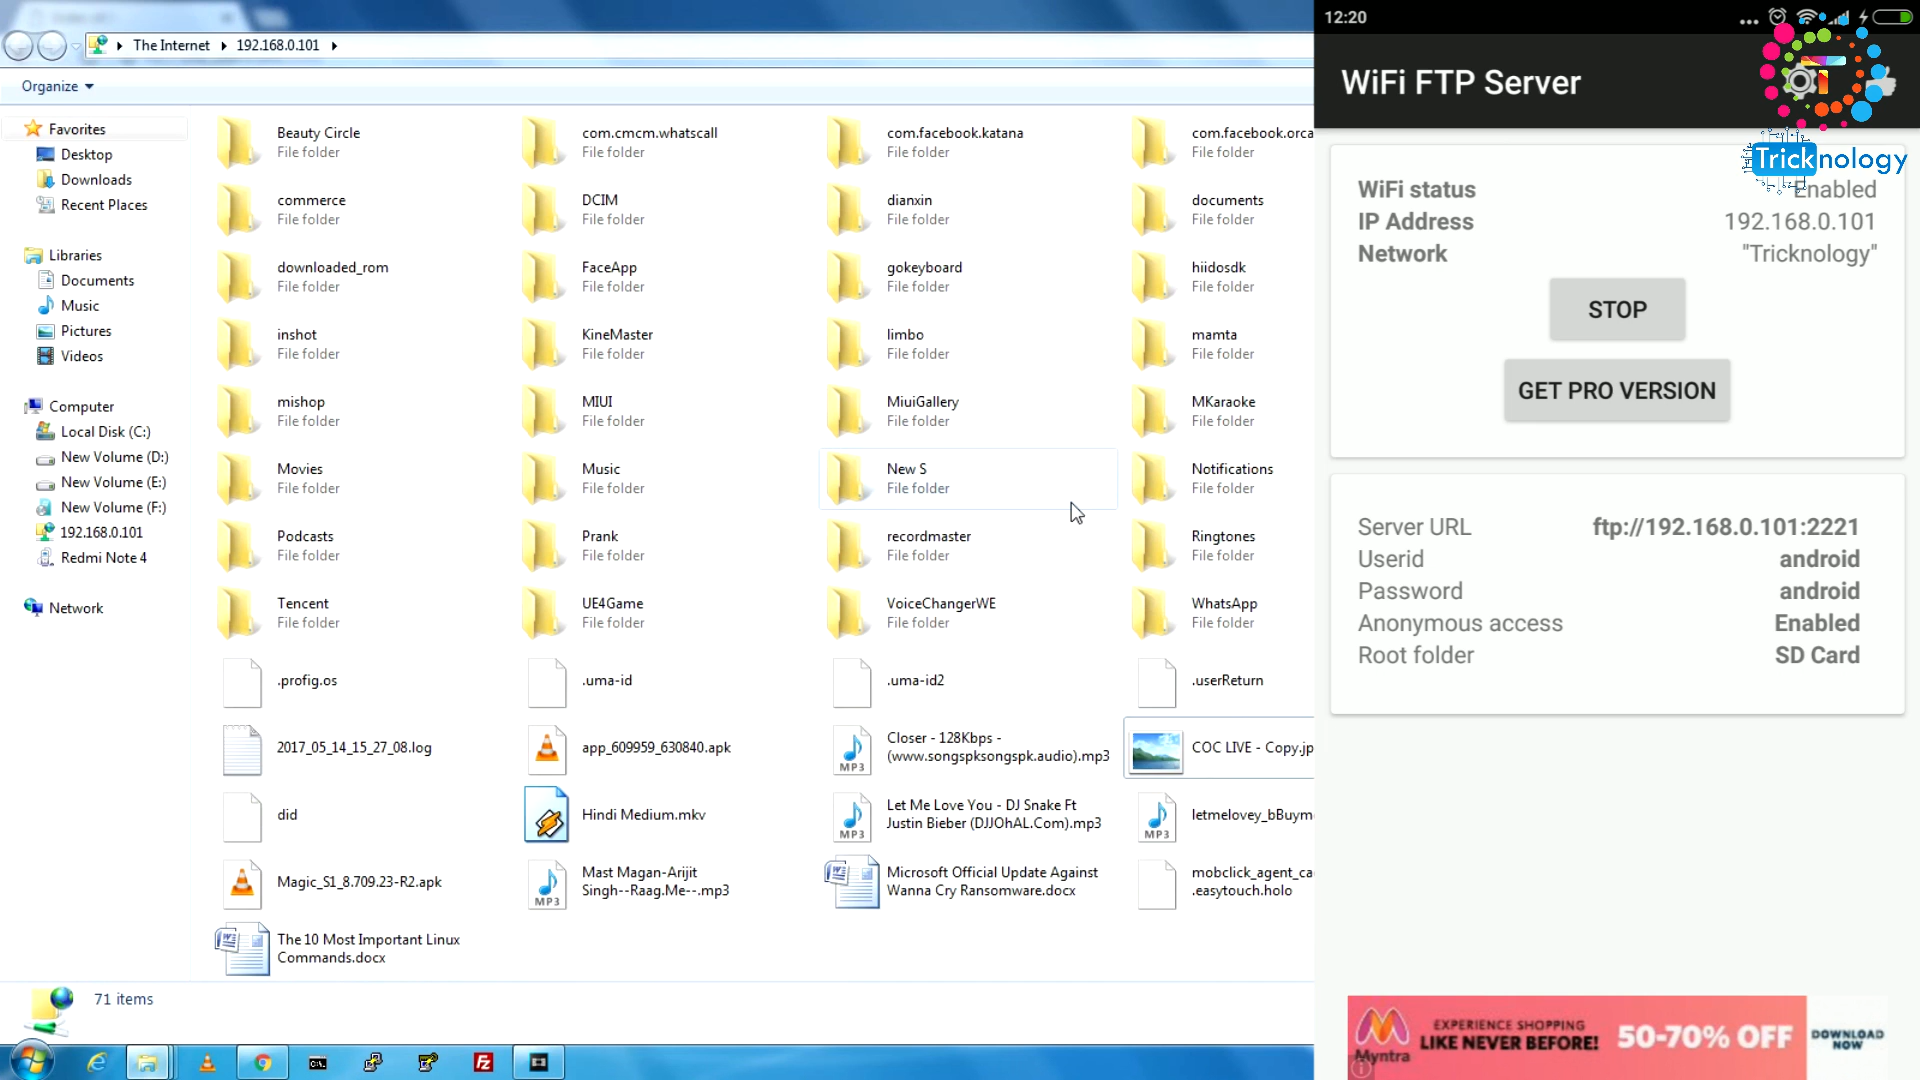 The Internet 192.168.0.101
Organize
Favorites
Desktop
Downloads
Recent Places
Libraries
Documents
Music
Pictures
Videos
Computer
Local Disk (C:)
New Volume (D:)
New Volume (E:)
New Volume (F:)
192.168.0.101
Redmi Note 4
Network
Beauty Circle
File folder
com.cmcm.whatscall
File folder
com.facebook.katana
File folder
com.facebook.orca
File folder
commerce
File folder
DCIM
File folder
dianxin
File folder
documents
File folder
downloaded_rom
File folder
FaceApp
File folder
gokeyboard
File folder
hiidosdk
File folder
inshot
File folder
KineMaster
File folder
limbo
File folder
mamta
File folder
mishop
File folder
MIUI
File folder
MiuiGallery
File folder
MKaraoke
File folder
Movies
File folder
Music
File folder
New S
File folder
Notifications
File folder
Podcasts
File folder
Prank
File folder
recordmaster
File folder
Ringtones
File folder
Tencent
File folder
UE4Game
File folder
VoiceChangerWE
File folder
WhatsApp
File folder
.profig.os
.uma-id
.uma-id2
.userReturn
2017_05_14_15_27_08.log
app_609959_630840.apk
MP3
Closer - 128Kbps -
(www.songspksongspk.audio).mp3
COC LIVE - Copy.jp
did
Hindi Medium.mkv
MP3
Let Me Love You - DJ Snake Ft
Justin Bieber (DJJOhAL.Com).mp3
MP3
letmelovey_bBuym
Magic_S1_8.709.23-R2.apk
MP3
Mast Magan-Arijit
Singh--Raag.Me--.mp3
Microsoft Official Update Against
Wanna Cry Ransomware.docx
mobclick_agent_ca
.easytouch.holo
The 10 Most Important Linux
Commands.docx
71 items
12:20
WiFi FTP Server
Tricknology
WiFi status Enabled
IP Address 192.168.0.101
Network "Tricknology"
STOP
GET PRO VERSION
Server URL ftp://192.168.0.101:2221
Userid android
Password android
Anonymous access Enabled
Root folder SD Card
Myntra
EXPERIENCE SHOPPING
LIKE NEVER BEFORE!
50-70% OFF
DOWNLOAD
NOW